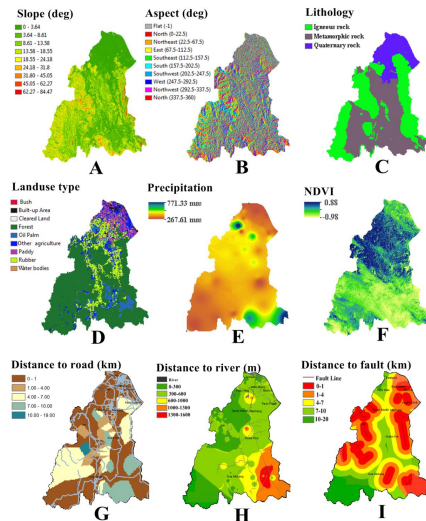 Slope (deg)
0 - 3.64
3.64 - 8.61
8.61 - 13.58
13.58 - 18.55
18.55 - 24.18
24.18 - 31.8
31.80 - 45.05
45.05 - 62.27
62.27 - 84.47
A
Aspect (deg)
Flat (-1)
North (0-22.5)
Northeast (22.5-67.5)
East (67.5-112.5)
Southeast (112.5-157.5)
South (157.5-202.5)
Southwest (202.5-247.5)
West (247.5-292.5)
Northwest (292.5-337.5)
North (337.5-360)
B
Lithology
Igneous rock
Metamorphic rock
Quaternary rock
C
Landuse type
Bush
Built-up Area
Cleared Land
Forest
Oil Palm
Other agriculture
Paddy
Rubber
Water bodies
D
Precipitation
771.33 mm
267.61 mm
E
NDVI
0.88
-0.98
F
Distance to road (km)
0 - 1
1.00 - 4.00
4.00 - 7.00
7.00 - 10.00
10.00 - 19.00
G
Distance to river (m)
River
0-300
300-600
600-1000
1000-1300
1300-1600
H
Distance to fault (km)
Fault Line
0-1
1-4
4-7
7-10
10-20
I